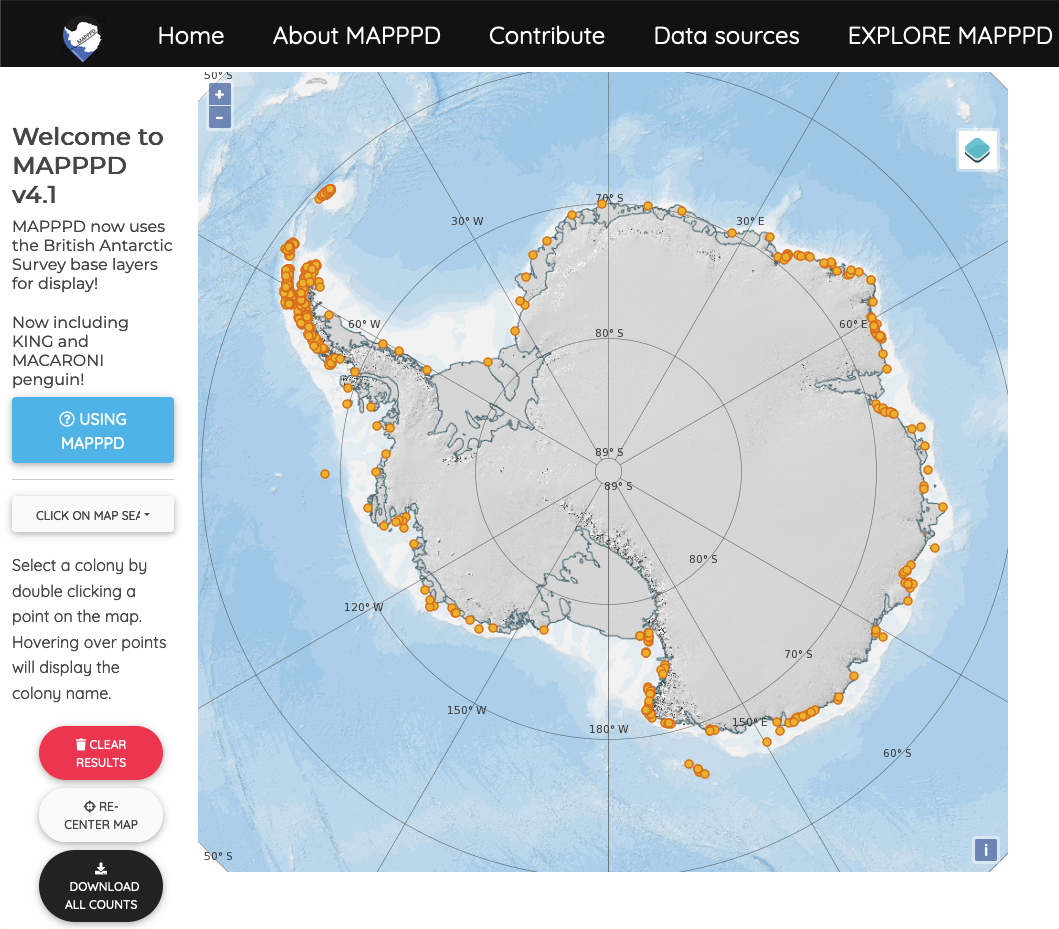 MAPPPD
Home
About MAPPPD
Contribute
Data sources
EXPLORE MAPPPD
Welcome to
MAPPPD
v4.1
MAPPPD now uses
the British Antarctic
Survey base layers
for display!
Now including
KING and
MACARONI
penguin!
USING
MAPPPD
CLICK ON MAP SEA
Select a colony by
double clicking a
point on the map.
Hovering over points
will display the
colony name.
CLEAR
RESULTS
RE-
CENTER MAP
DOWNLOAD
ALL COUNTS
50° S
+
−
70° S
30° W
30° E
60° W
80° S
60° E
89° S
89° S
80° S
120° W
70° S
150° W
180° W
150° E
60° S
50° S
i